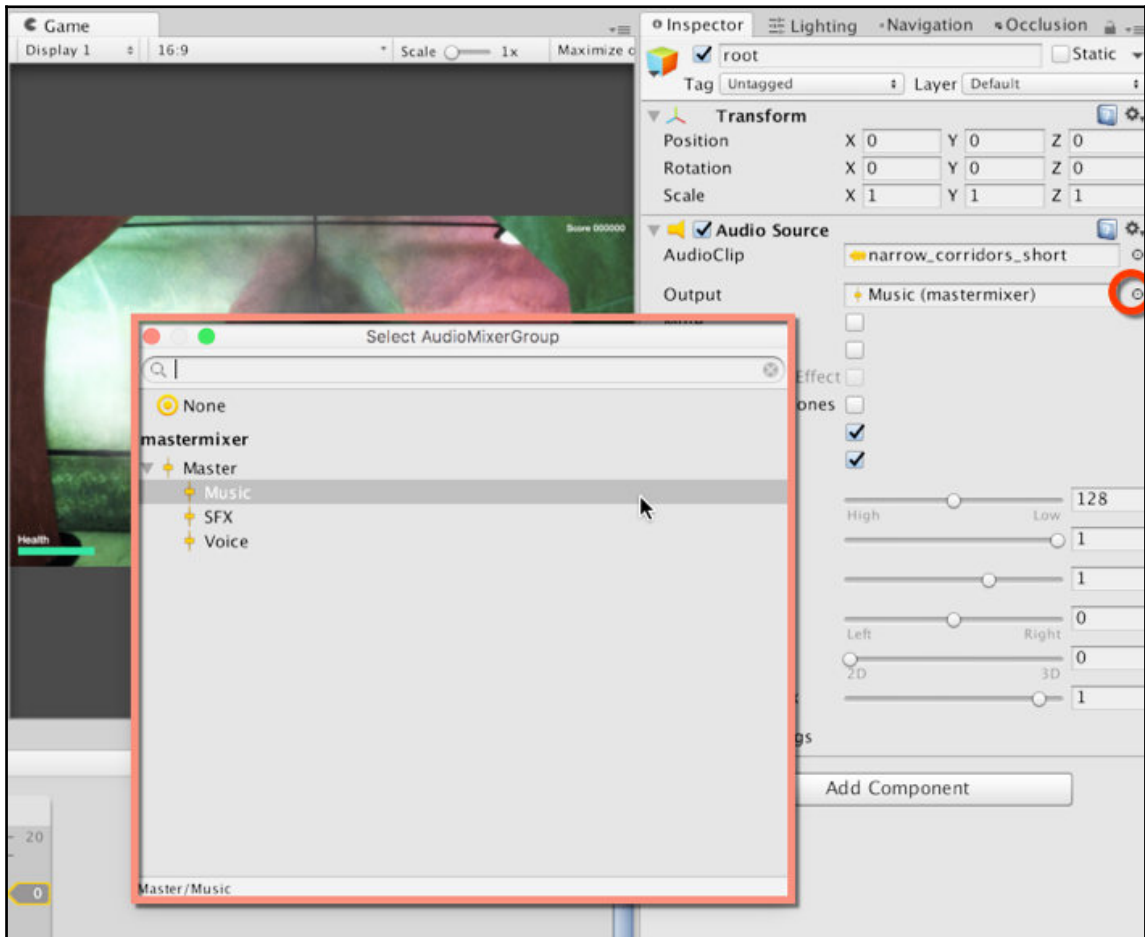 Game
Display 1 16:9 Scale 1x Maximize
Score 000000
Health
Inspector Lighting Navigation Occlusion
root Static
Tag Untagged Layer Default
Transform
Position X 0 Y 0 Z 0
Rotation X 0 Y 0 Z 0
Scale X 1 Y 1 Z 1
Audio Source
AudioClip narrow_corridors_short
Output Music (mastermixer)
Effect
ones
128
High Low
1
1
0
Left Right
0
2D 3D
1
gs
Add Component
Select AudioMixerGroup
None
mastermixer
Master
Music
SFX
Voice
Master/Music
20
0